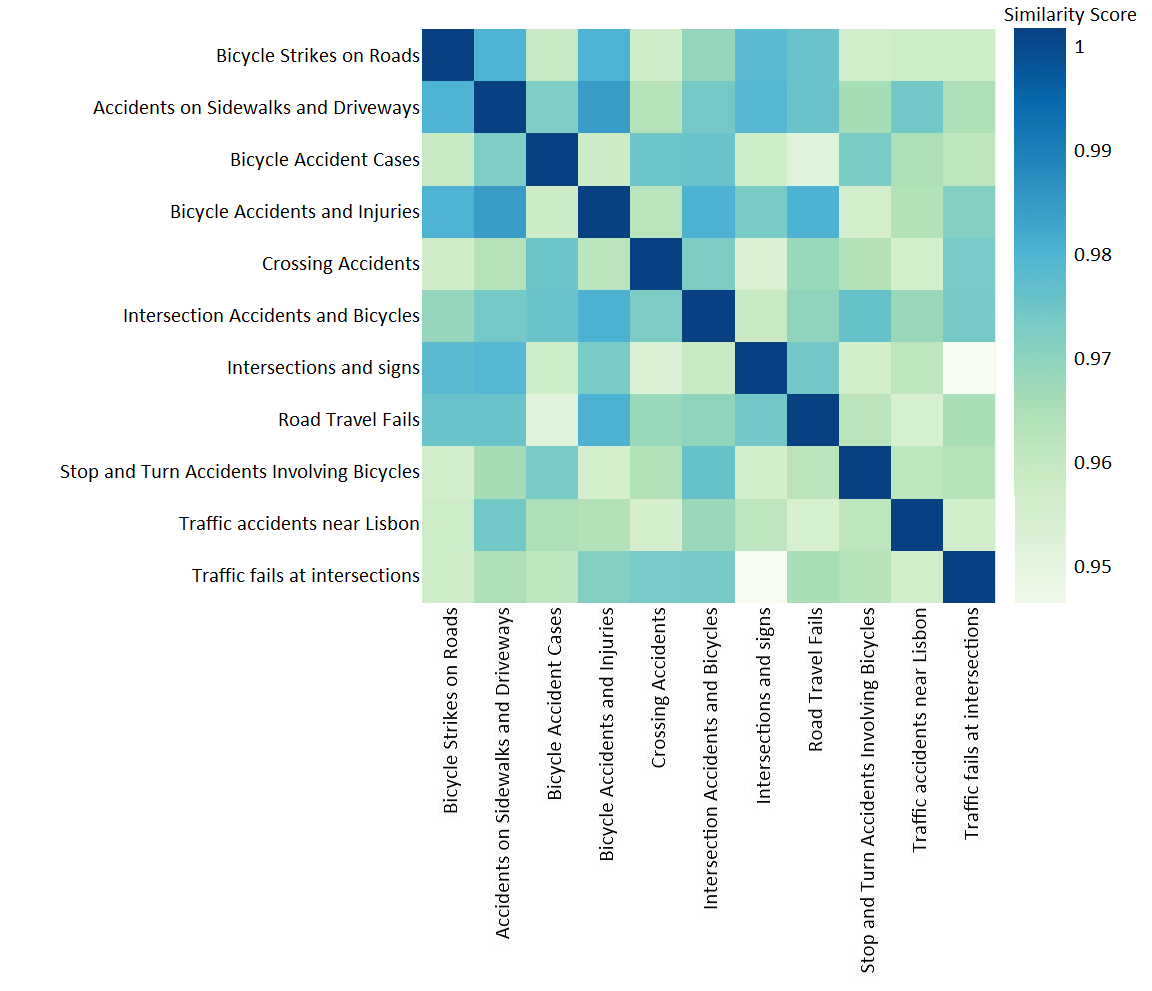 Similarity Score
Bicycle Strikes on Roads
Accidents on Sidewalks and Driveways
Bicycle Accident Cases
Bicycle Accidents and Injuries
Crossing Accidents
Intersection Accidents and Bicycles
Intersections and signs
Road Travel Fails
Stop and Turn Accidents Involving Bicycles
Traffic accidents near Lisbon
Traffic fails at intersections
1
0.99
0.98
0.97
0.96
0.95
Bicycle Strikes on Roads
Accidents on Sidewalks and Driveways
Bicycle Accident Cases
Bicycle Accidents and Injuries
Crossing Accidents
Intersection Accidents and Bicycles
Intersections and signs
Road Travel Fails
Stop and Turn Accidents Involving Bicycles
Traffic accidents near Lisbon
Traffic fails at intersections